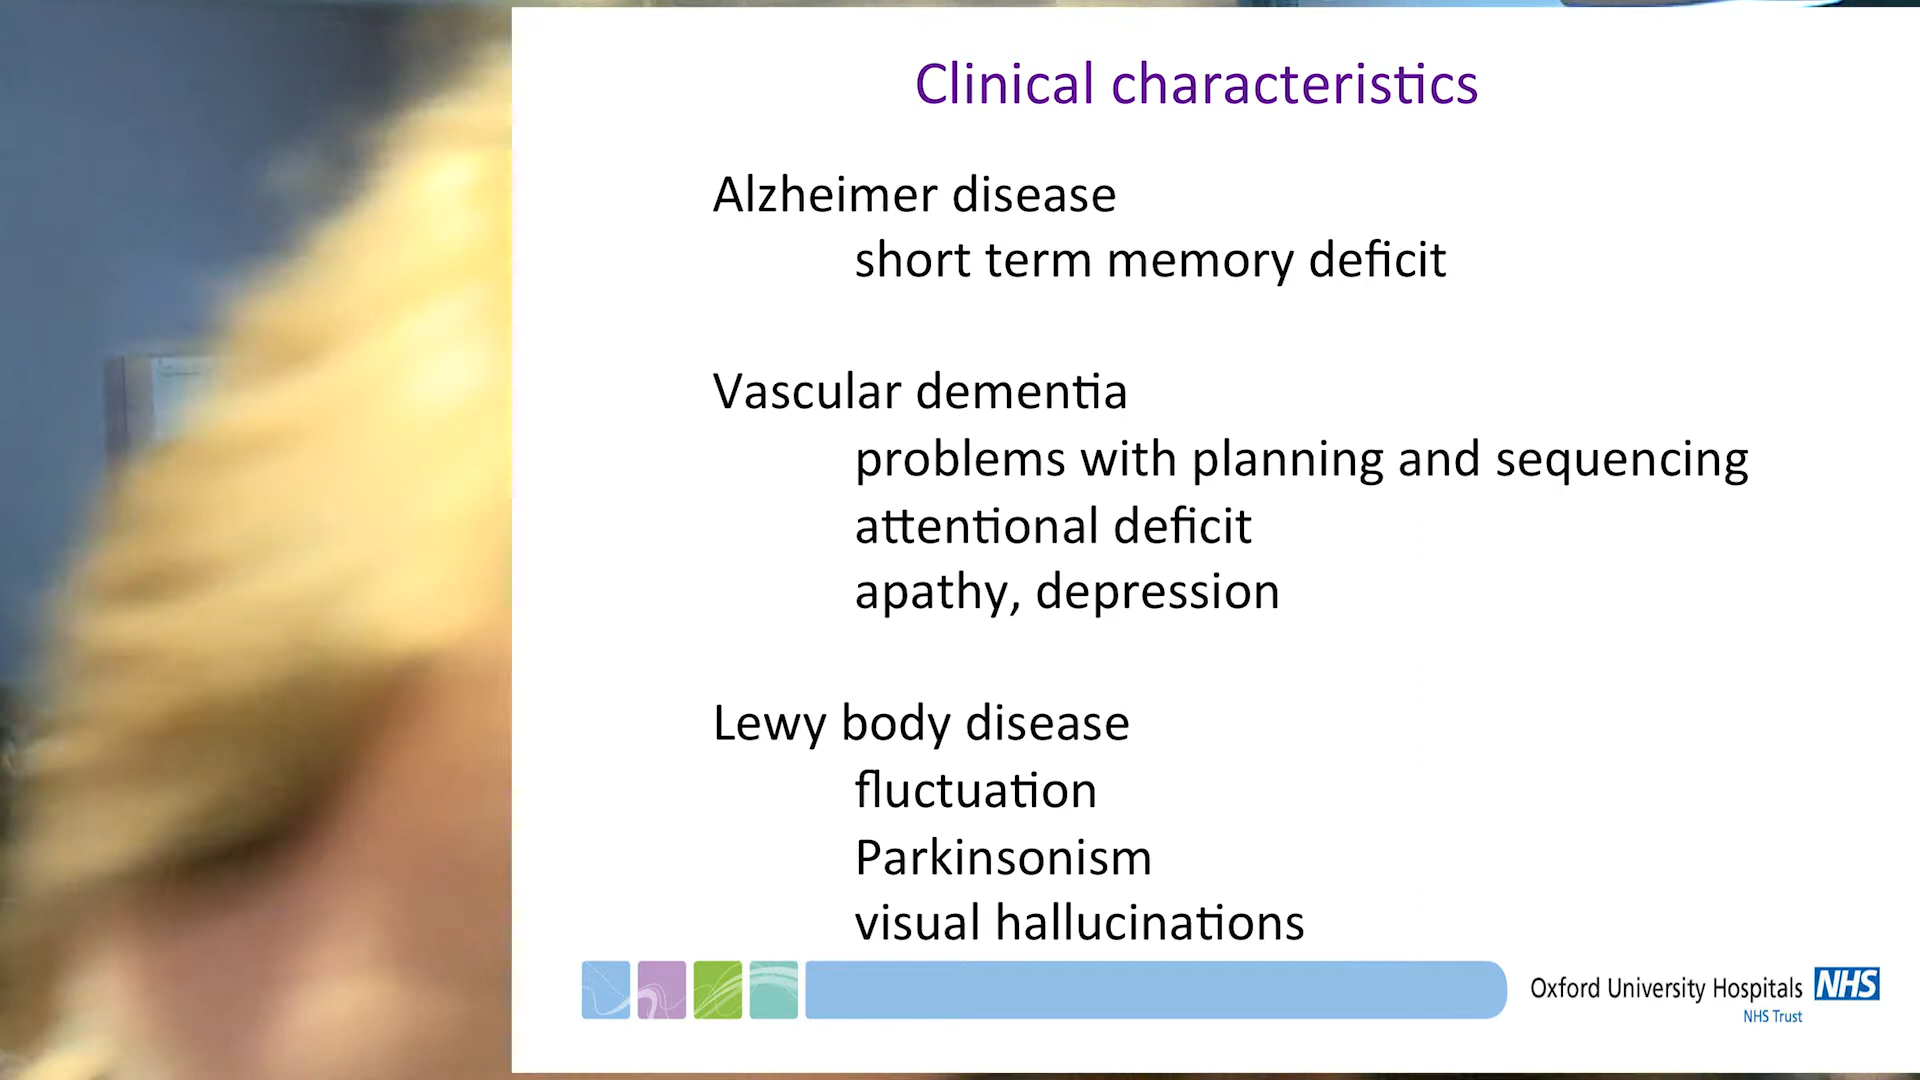 Clinical characteristics
Alzheimer disease
short term memory deficit
Vascular dementia
problems with planning and sequencing
attentional deficit
apathy, depression
Lewy body disease
fluctuation
Parkinsonism
visual hallucinations
Oxford University Hospitals NHS
NHS Trust